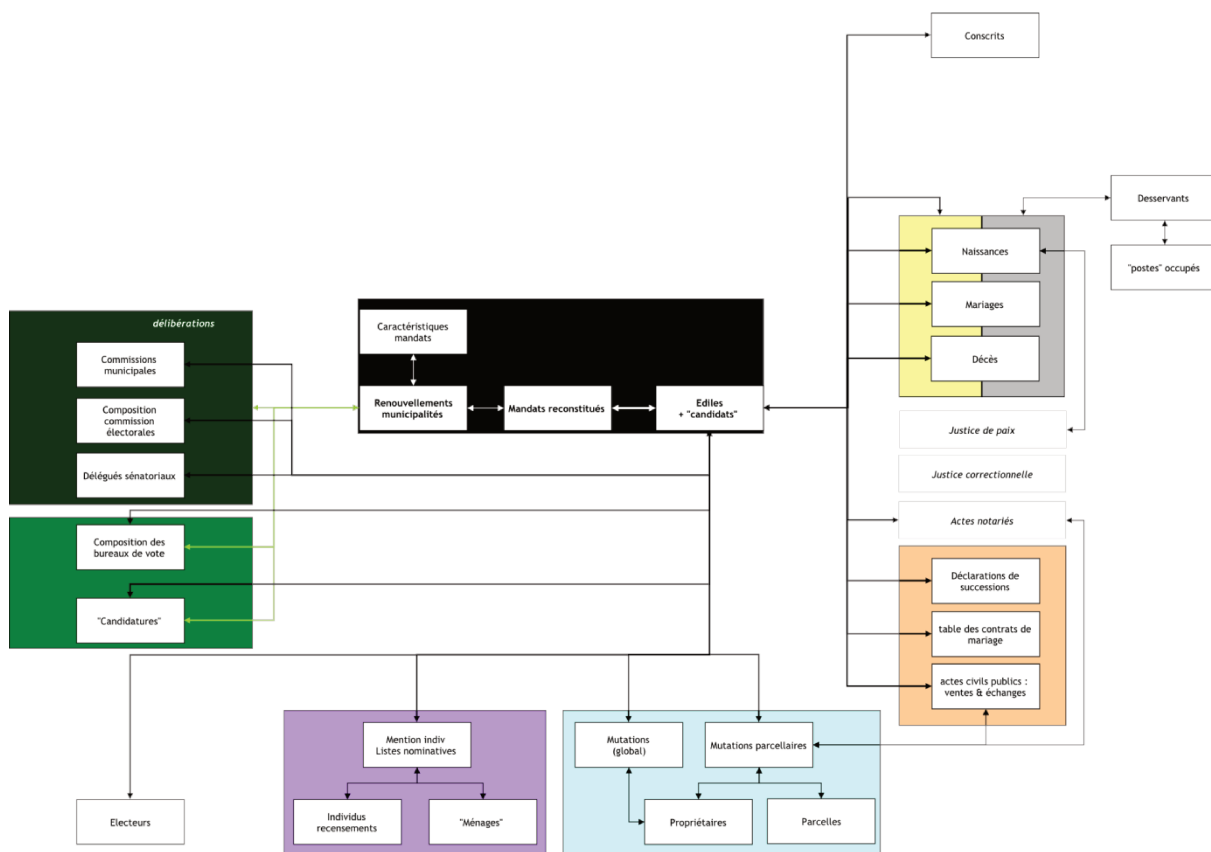 Conscrits
Desservants
"postes" occupés
Naissances
Mariages
Décès
délibérations
Commissions
municipales
Composition
commission
électorales
Délégués sénatoriaux
Caractéristiques
mandats
Renouvellements
municipalités
Mandats reconstitués
Ediles
+ "candidats"
Justice de paix
Justice correctionnelle
Actes notariés
Composition des
bureaux de vote
"Candidatures"
Déclarations de
successions
table des contrats de
mariage
actes civils publics :
ventes & échanges
Mention indiv
Listes nominatives
Individus
recensements
"Ménages"
Mutations
(global)
Mutations parcellaires
Propriétaires
Parcelles
Electeurs